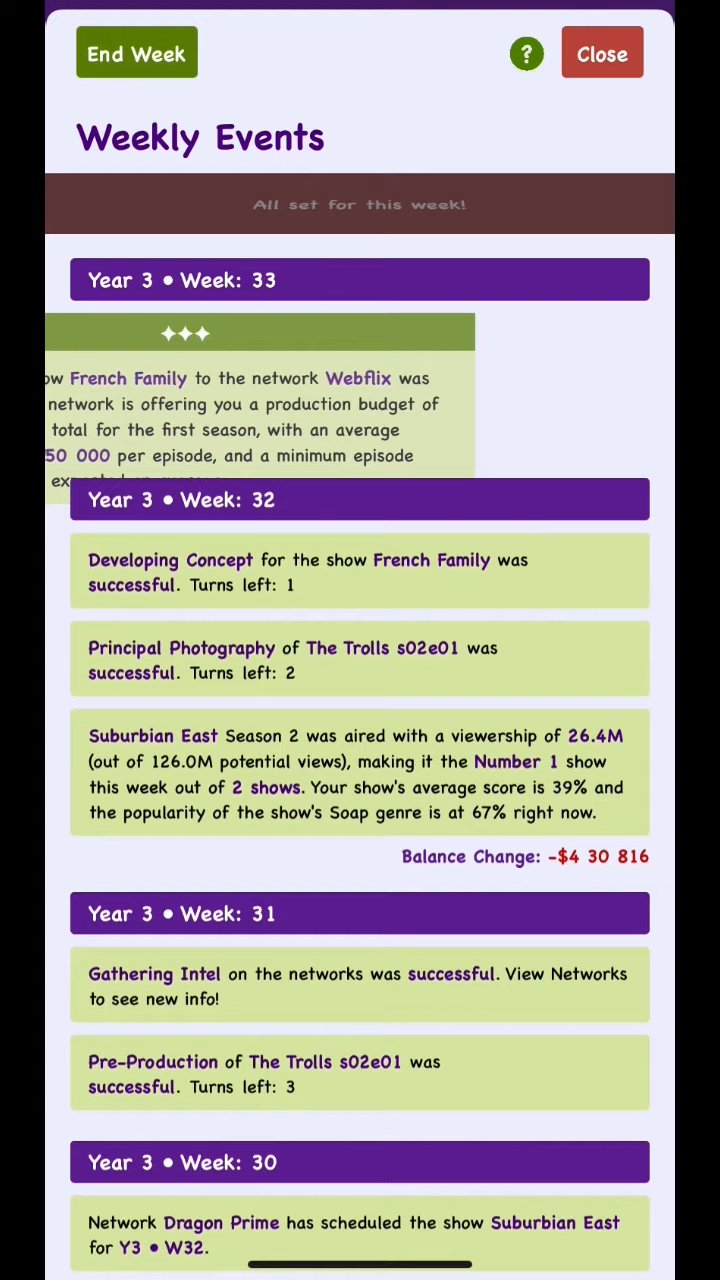 End Week
?
Close
Weekly Events
All set for this week!
Year 3 • Week: 33
French Family to the network Webflix was
network is offering you a production budget of
total for the first season, with an average
50 000 per episode, and a minimum episode
Year 3 • Week: 32
Developing Concept for the show French Family was
successful. Turns left: 1
Principal Photography of The Trolls s02e01 was
successful. Turns left: 2
Suburbian East Season 2 was aired with a viewership of 26.4M
(out of 126.0M potential views), making it the Number 1 show
this week out of 2 shows. Your show's average score is 39% and
the popularity of the show's Soap genre is at 67% right now.
Balance Change: -$4 30 816
Year 3 • Week: 31
Gathering Intel on the networks was successful. View Networks
to see new info!
Pre-Production of The Trolls s02e01 was
successful. Turns left: 3
Year 3 • Week: 30
Network Dragon Prime has scheduled the show Suburbian East
for Y3 • W32.